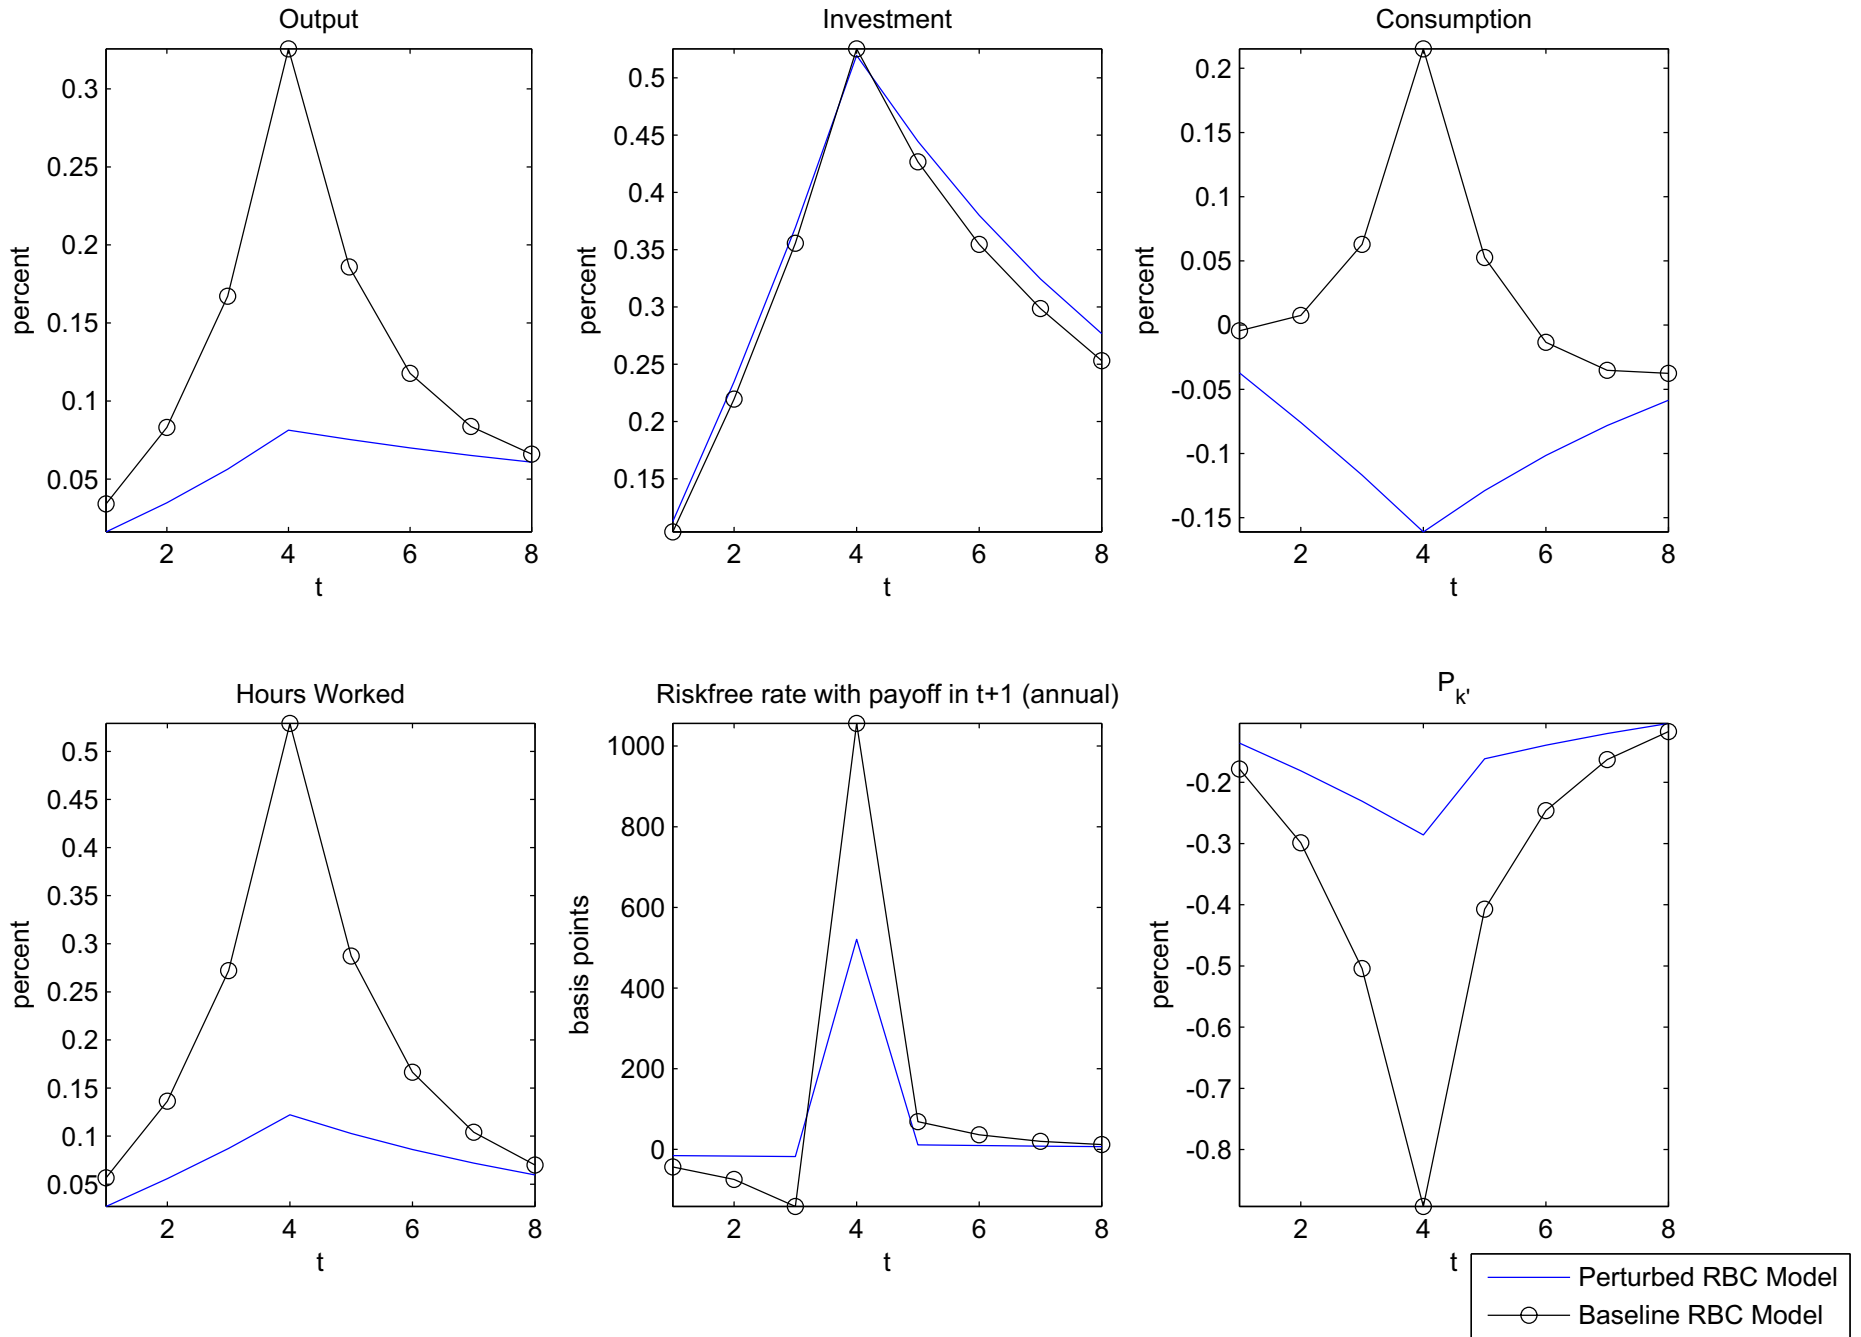 Output
percent
0.3
0.25
0.2
0.15
0.1
0.05
2 4 6 8
t
Investment
percent
0.5
0.45
0.4
0.35
0.3
0.25
0.2
0.15
2 4 6 8
t
Consumption
percent
0.2
0.15
0.1
0.05
0
-0.05
-0.1
-0.15
2 4 6 8
t
Hours Worked
percent
0.5
0.45
0.4
0.35
0.3
0.25
0.2
0.15
0.1
0.05
2 4 6 8
t
Riskfree rate with payoff in t+1 (annual)
basis points
1000
800
600
400
200
0
2 4 6 8
t
Pk'
percent
-0.2
-0.3
-0.4
-0.5
-0.6
-0.7
-0.8
2 4 6 8
t
Perturbed RBC Model
Baseline RBC Model